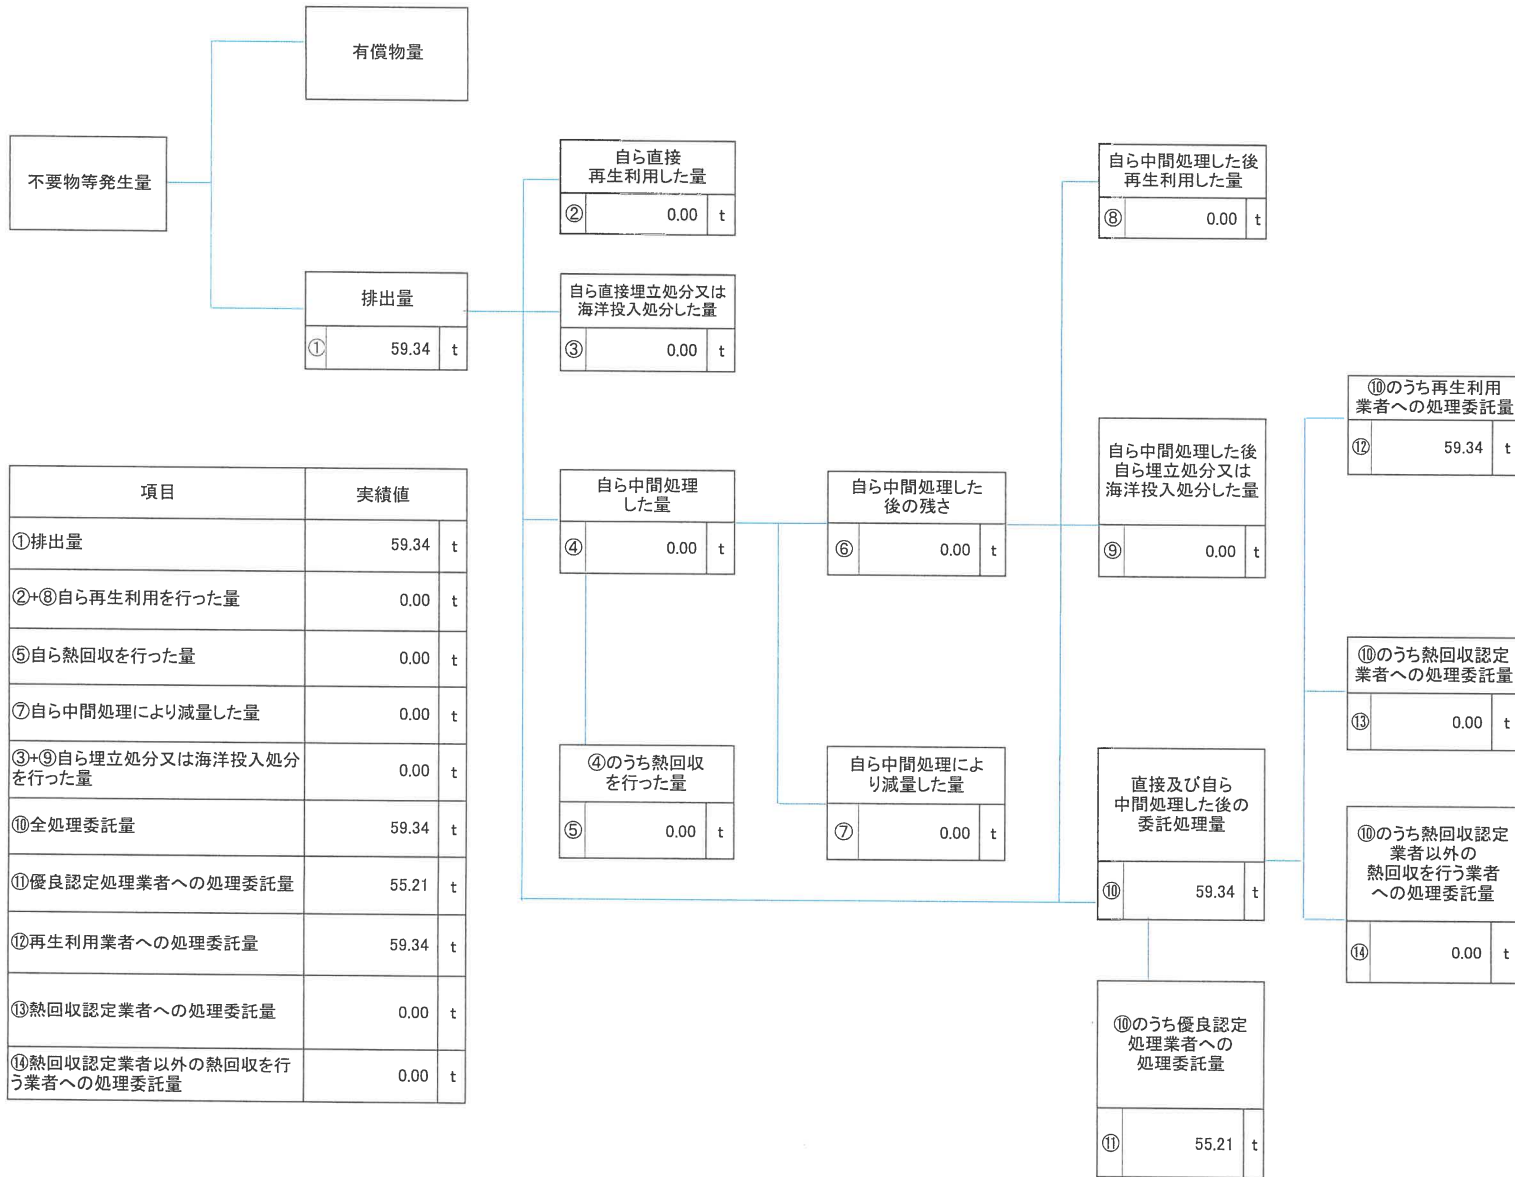 有償物量
不要物等発生量
排出量
① 59.34 t
自ら直接
再生利用した量
② 0.00 t
自ら直接埋立処分又は
海洋投入処分した量
③ 0.00 t
自ら中間処理
した量
④ 0.00 t
④のうち熱回収
を行った量
⑤ 0.00 t
自ら中間処理した
後の残さ
⑥ 0.00 t
自ら中間処理によ
り減量した量
⑦ 0.00 t
自ら中間処理した後
再生利用した量
⑧ 0.00 t
自ら中間処理した後
自ら埋立処分又は
海洋投入処分した量
⑨ 0.00 t
直接及び自ら
中間処理した後の
委託処理量
⑩ 59.34 t
⑩のうち優良認定
処理業者への
処理委託量
⑪ 55.21 t
⑩のうち再生利用
業者への処理委託量
⑫ 59.34 t
⑩のうち熱回収認定
業者への処理委託量
⑬ 0.00 t
⑩のうち熱回収認定
業者以外の
熱回収を行う業者
への処理委託量
⑭ 0.00 t
項目 実績値
①排出量 59.34 t
②+⑧自ら再生利用を行った量 0.00 t
⑤自ら熱回収を行った量 0.00 t
⑦自ら中間処理により減量した量 0.00 t
③+⑨自ら埋立処分又は海洋投入処分
を行った量 0.00 t
⑩全処理委託量 59.34 t
⑪優良認定処理業者への処理委託量 55.21 t
⑫再生利用業者への処理委託量 59.34 t
⑬熱回収認定業者への処理委託量 0.00 t
⑭熱回収認定業者以外の熱回収を行
う業者への処理委託量 0.00 t